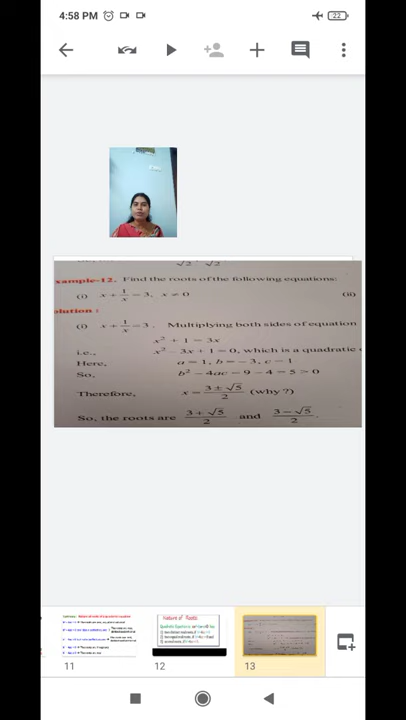 4:58 PM
22
xample-12. Find the roots of the following equations:
(i) x + 1/x = 3, x ≠ 0 (ii)
olution :
(i) x + 1/x = 3. Multiplying both sides of equation
x² + 1 = 3x
i.e., x² - 3x + 1 = 0, which is a quadratic
Here, a = 1, b = - 3, c = 1
So, b² - 4ac = 9 - 4 = 5 > 0
Therefore, x = (3 ± √5)/2 (why?)
So, the roots are (3 + √5)/2 and (3 - √5)/2.
Nature of Roots
11
12
13